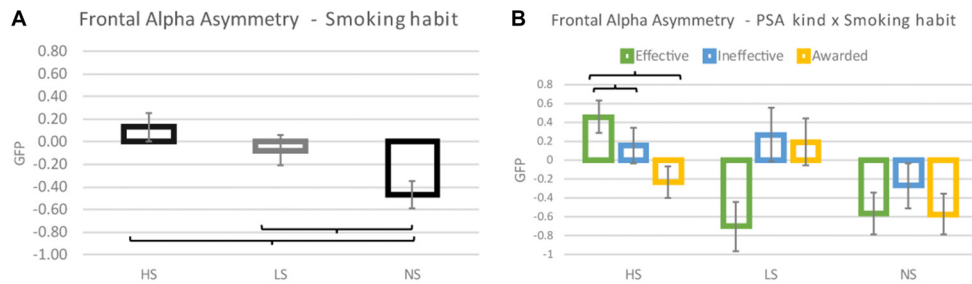 A Frontal Alpha Asymmetry - Smoking habit
0.80
0.60
0.40
0.20
0.00
-0.20
-0.40
-0.60
-0.80
-1.00
GFP
HS LS NS
B Frontal Alpha Asymmetry - PSA kind x Smoking habit
Effective Ineffective Awarded
0.8
0.6
0.4
0.2
0
-0.2
-0.4
-0.6
-0.8
-1
GFP
HS LS NS